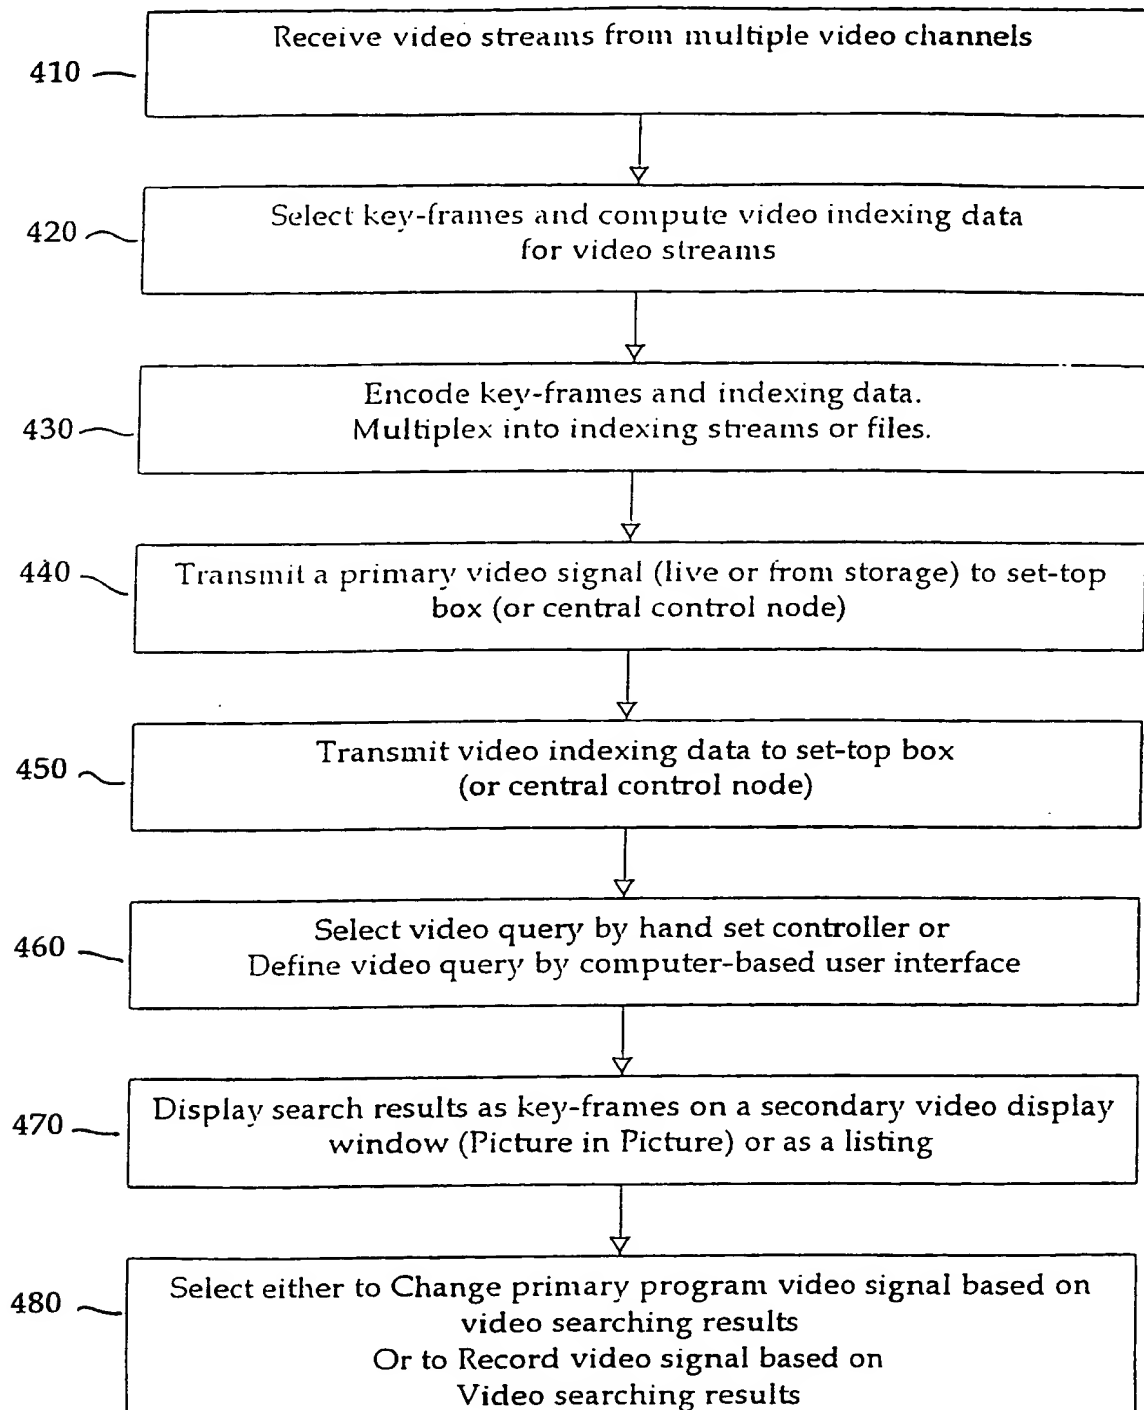 Receive video streams from multiple video channels
410
Select key-frames and compute video indexing data
for video streams
420
Encode key-frames and indexing data.
Multiplex into indexing streams or files.
430
Transmit a primary video signal (live or from storage) to set-top
box (or central control node)
440
Transmit video indexing data to set-top box
(or central control node)
450
Select video query by hand set controller or
Define video query by computer-based user interface
460
Display search results as key-frames on a secondary video display
window (Picture in Picture) or as a listing
470
Select either to Change primary program video signal based on
video searching results
Or to Record video signal based on
Video searching results
480